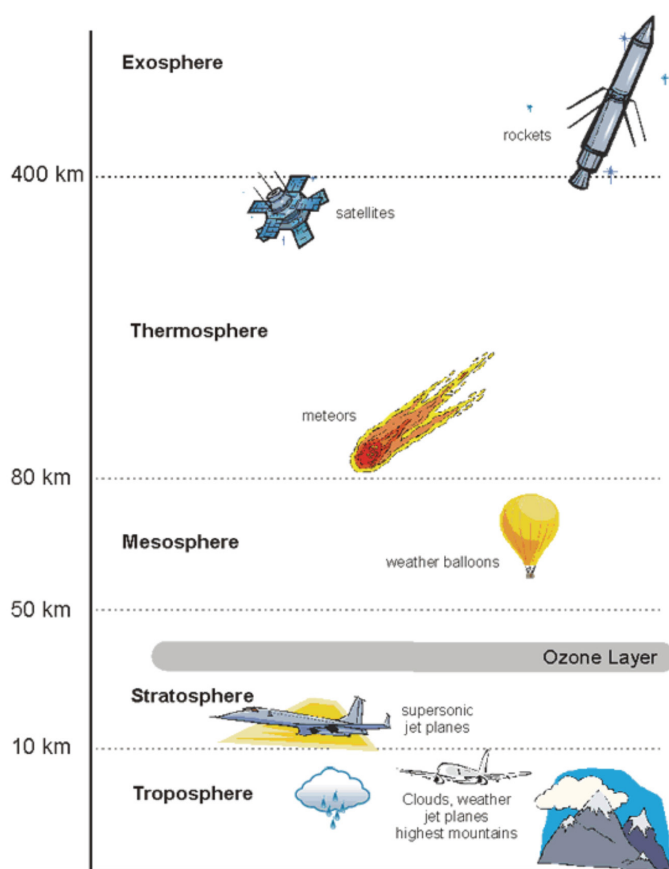 Exosphere
rockets
400 km
satellites
Thermosphere
meteors
80 km
Mesosphere
weather balloons
50 km
Ozone Layer
Stratosphere
supersonic
jet planes
10 km
Troposphere
Clouds, weather
jet planes
highest mountains